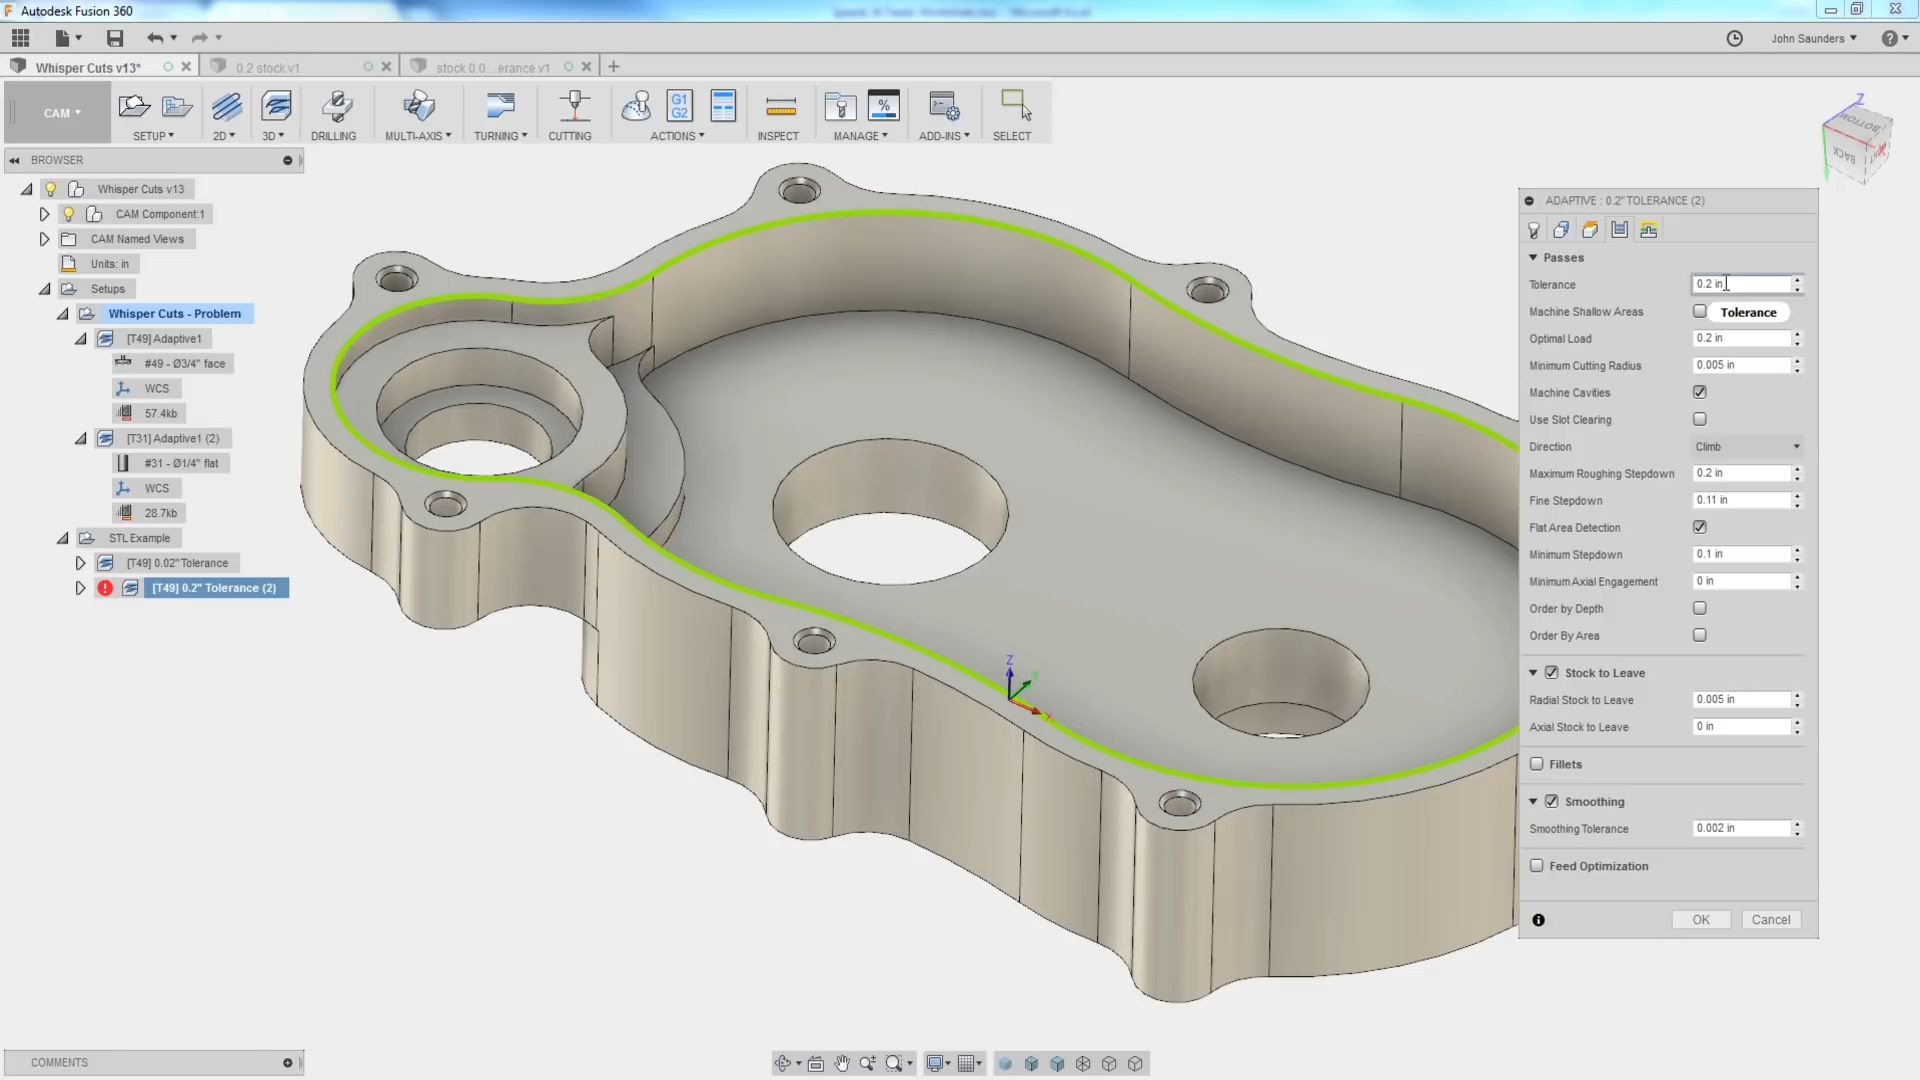 Autodesk Fusion 360
John Saunders
Whisper Cuts v13*
0.2 stock v1
stock 0.0...erance v1
CAM
SETUP
2D
3D
DRILLING
MULTI-AXIS
TURNING
CUTTING
G1
G2
ACTIONS
INSPECT
%
MANAGE
ADD-INS
SELECT
BROWSER
Whisper Cuts v13
CAM Component:1
CAM Named Views
Units: in
Setups
Whisper Cuts - Problem
[T49] Adaptive1
#49 - Ø3/4" face
WCS
57.4kb
[T31] Adaptive1 (2)
#31 - Ø1/4" flat
WCS
28.7kb
STL Example
[T49] 0.02" Tolerance
[T49] 0.2" Tolerance (2)
Z
X
Z
BOTTOM
BACK
X
ADAPTIVE : 0.2" TOLERANCE (2)
Passes
Tolerance 0.2 in
Machine Shallow Areas Tolerance
Optimal Load 0.2 in
Minimum Cutting Radius 0.005 in
Machine Cavities
Use Slot Clearing
Direction Climb
Maximum Roughing Stepdown 0.2 in
Fine Stepdown 0.11 in
Flat Area Detection
Minimum Stepdown 0.1 in
Minimum Axial Engagement 0 in
Order by Depth
Order By Area
Stock to Leave
Radial Stock to Leave 0.005 in
Axial Stock to Leave 0 in
Fillets
Smoothing
Smoothing Tolerance 0.002 in
Feed Optimization
OK Cancel
COMMENTS